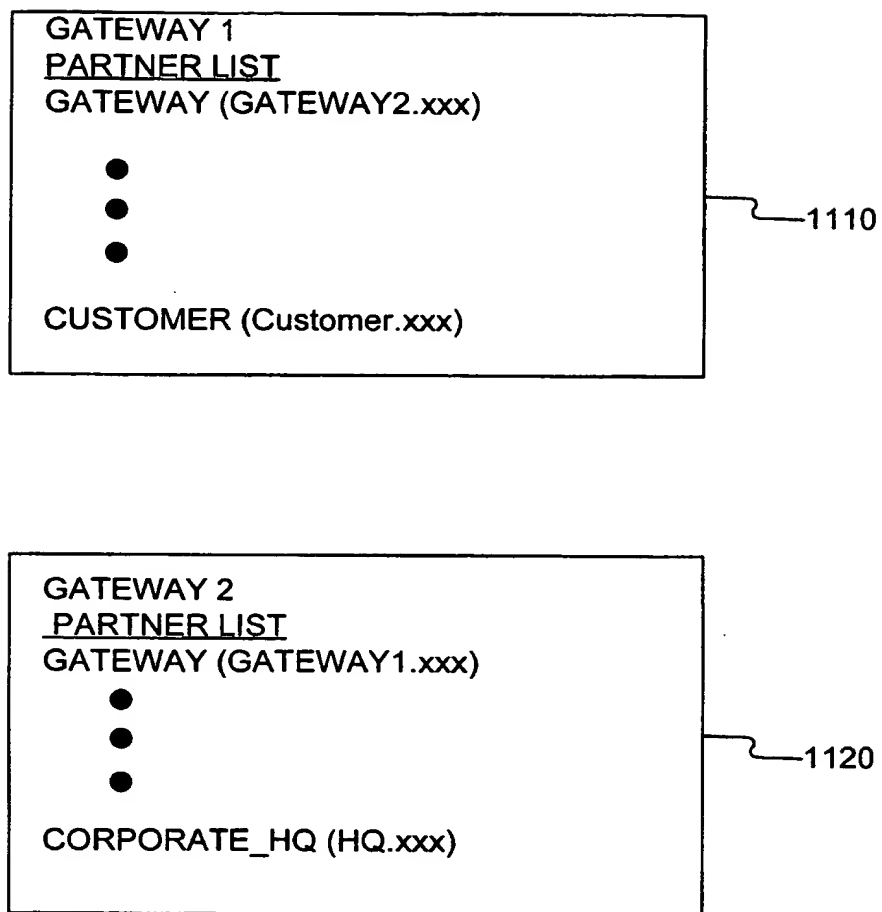 GATEWAY 1
PARTNER LIST
GATEWAY (GATEWAY2.xxx)
CUSTOMER (Customer.xxx)
1110
GATEWAY 2
PARTNER LIST
GATEWAY (GATEWAY1.xxx)
CORPORATE_HQ (HQ.xxx)
1120